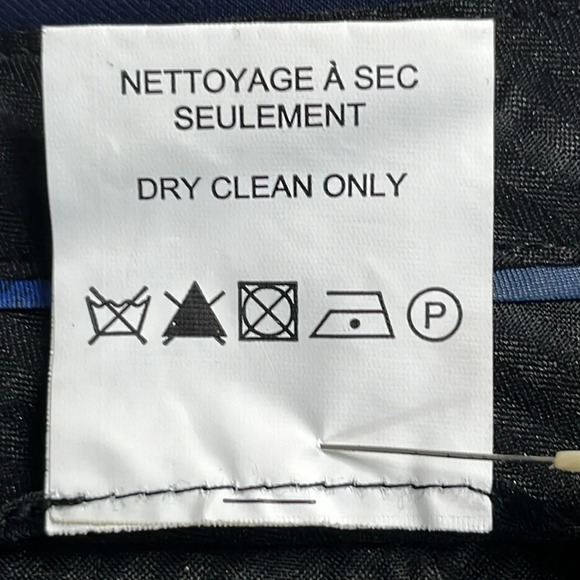 NETTOYAGE À SEC
SEULEMENT
DRY CLEAN ONLY
P